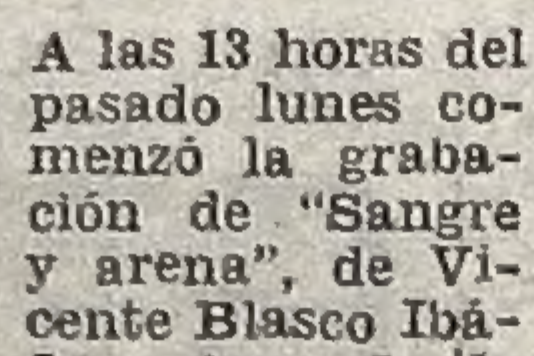 A las 13 horas del
pasado lunes co-
menzó la graba-
ción de "Sangre
y arena", de Vi-
cente Blasco Ibá-